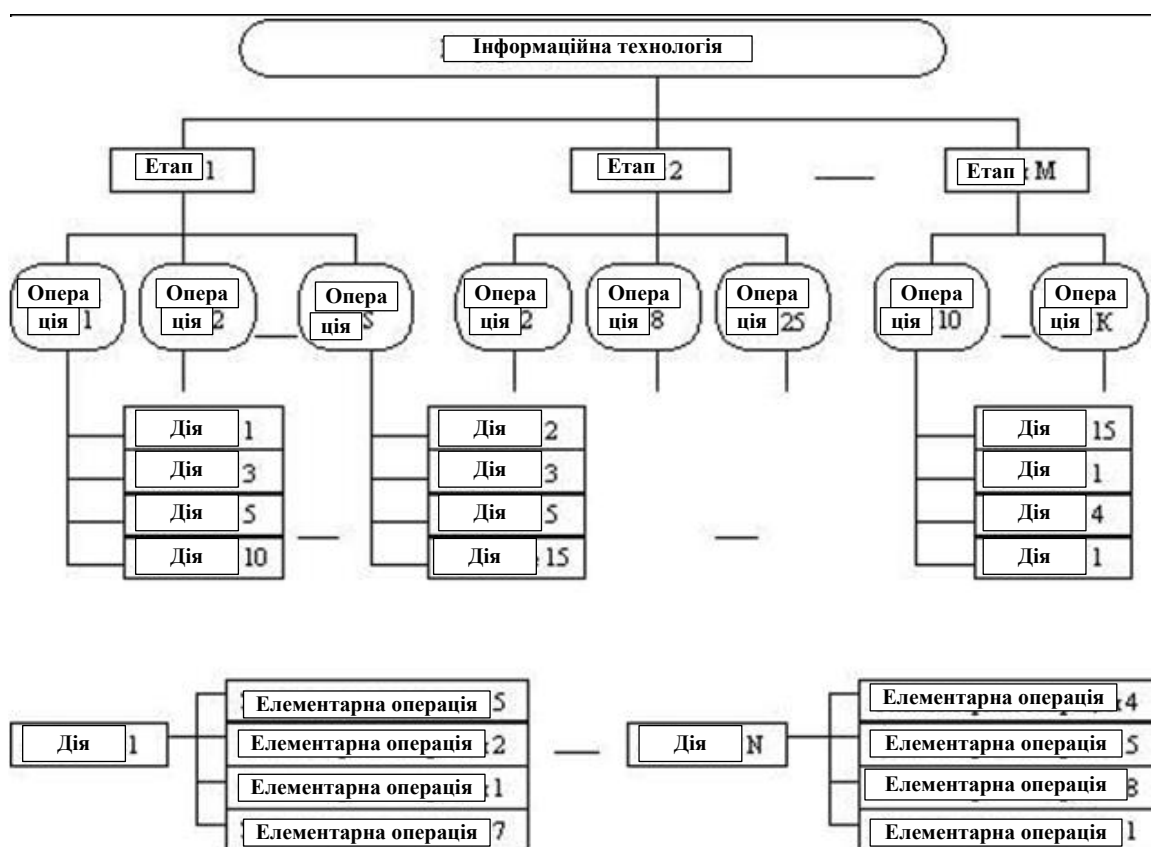 Інформаційна технологія
Етап 1
Етап 2
Етап М
Опера
ція 1
Опера
ція 2
Опера
ція S
Опера
ція 2
Опера
ція 8
Опера
ція 25
Опера
ція 10
Опера
ція К
Дія 1
Дія 3
Дія 5
Дія 10
Дія 2
Дія 3
Дія 5
Дія 15
Дія 15
Дія 1
Дія 4
Дія 1
Дія 1
Елементарна операція 5
Елементарна операція 2
Елементарна операція 1
Елементарна операція 7
Дія N
Елементарна операція 4
Елементарна операція 5
Елементарна операція 8
Елементарна операція 1